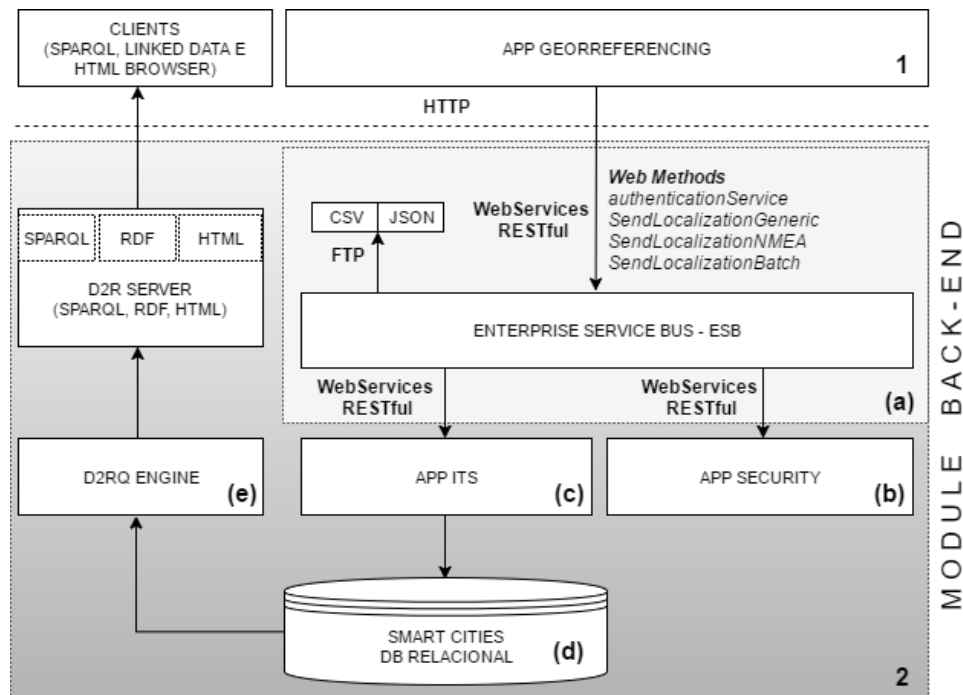 CLIENTS
(SPARQL, LINKED DATA E
HTML BROWSER)
APP GEORREFERENCING
1
HTTP
Web Methods
authenticationService
SendLocalizationGeneric
SendLocalizationNMEA
SendLocalizationBatch
WebServices
RESTful
CSV
JSON
FTP
SPARQL
RDF
HTML
D2R SERVER
(SPARQL, RDF, HTML)
ENTERPRISE SERVICE BUS - ESB
WebServices
RESTful
WebServices
RESTful
(a)
D2RQ ENGINE
(e)
APP ITS
(c)
APP SECURITY
(b)
SMART CITIES
DB RELACIONAL
(d)
2
MODULE BACK-END